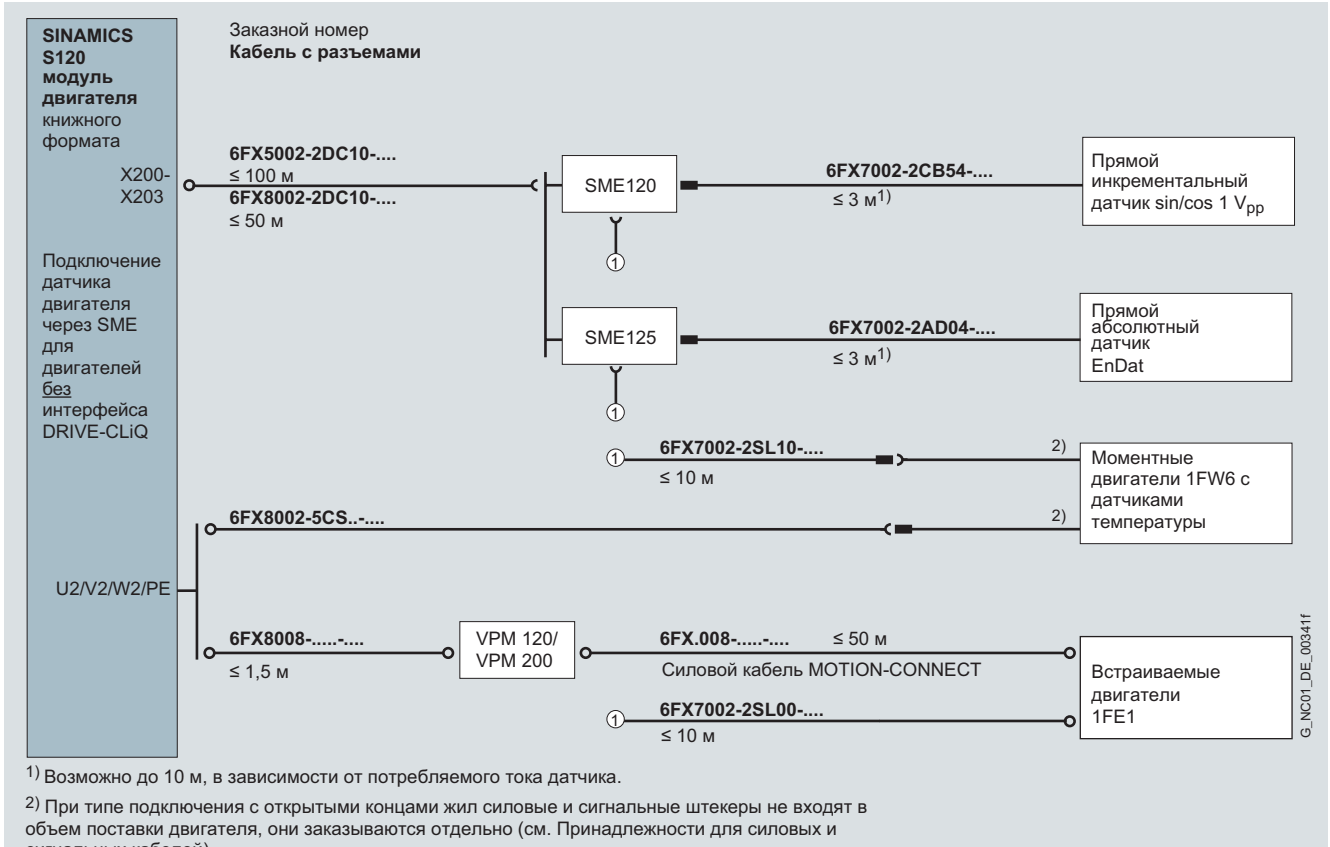 SINAMICS
S120
модуль
двигателя
книжного
формата
X200-
X203
Подключение
датчика
двигателя
через SME
для
двигателей
без
интерфейса
DRIVE-CLiQ
U2/V2/W2/PE
Заказной номер
Кабель с разъемами
6FX5002-2DC10-....
≤ 100 м
6FX8002-2DC10-....
≤ 50 м
SME120
6FX7002-2CB54-....
≤ 3 м1)
Прямой
инкрементальный
датчик sin/cos 1 Vpp
1
SME125
6FX7002-2AD04-....
≤ 3 м1)
Прямой
абсолютный
датчик
EnDat
1
1
6FX7002-2SL10-....
≤ 10 м
2)
Моментные
двигатели 1FW6 с
датчиками
температуры
6FX8002-5CS..-....
2)
6FX8008-.....-....
≤ 1,5 м
VPM 120/
VPM 200
6FX.008-.....-.... ≤ 50 м
Силовой кабель MOTION-CONNECT
Встраиваемые
двигатели
1FE1
1
6FX7002-2SL00-....
≤ 10 м
G_NC01_DE_00341f
1) Возможно до 10 м, в зависимости от потребляемого тока датчика.
2) При типе подключения с открытыми концами жил силовые и сигнальные штекеры не входят в
объем поставки двигателя, они заказываются отдельно (см. Принадлежности для силовых и